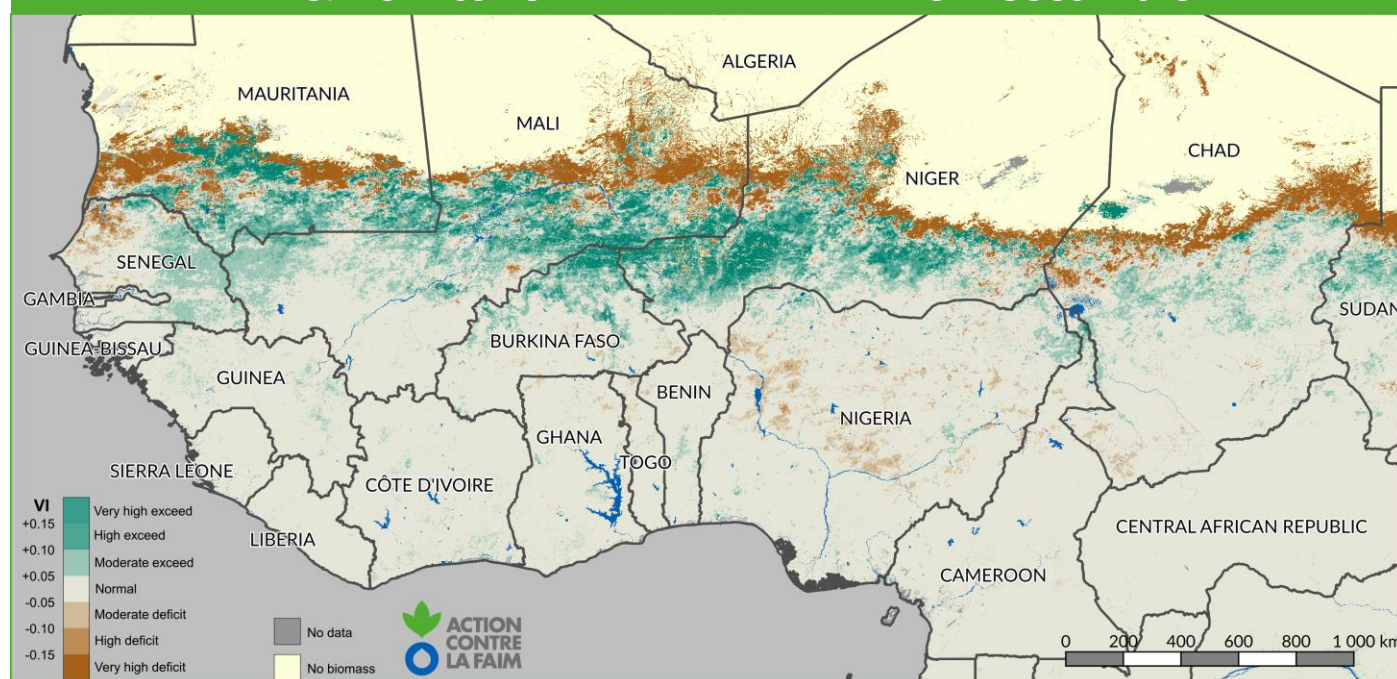 ALGERIA
MAURITANIA
MALI
CHAD
NIGER
SENEGAL
GAMBIA
SUDAN
GUINEA-BISSAU
BURKINA FASO
GUINEA
BENIN
NIGERIA
GHANA
TOGO
SIERRA LEONE
CÔTE D'IVOIRE
LIBERIA
CENTRAL AFRICAN REPUBLIC
CAMEROON
VI
Very high exceed
+0.15
High exceed
+0.10
Moderate exceed
+0.05
Normal
-0.05
Moderate deficit
-0.10
High deficit
-0.15
Very high deficit
No data
No biomass
ACTION
CONTRE
LA FAIM
0 200 400 600 800 1 000 km